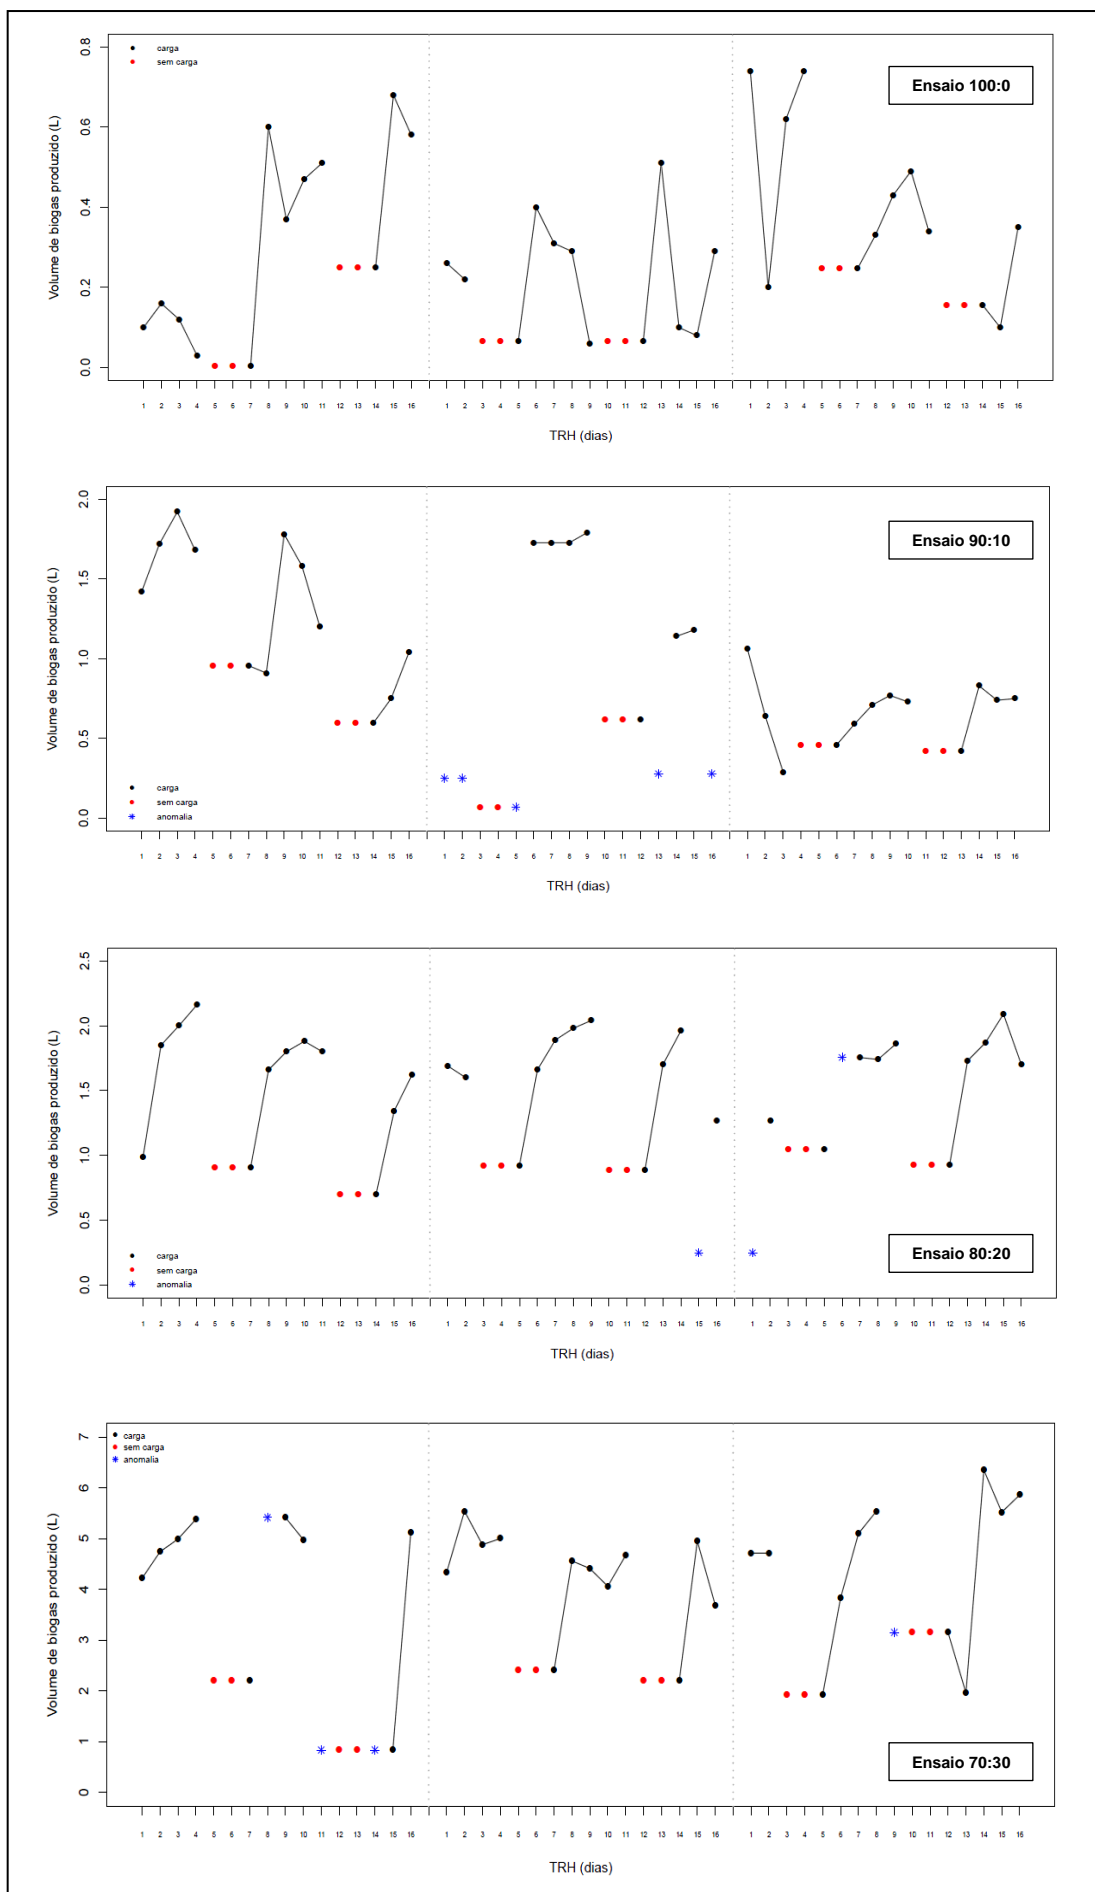 carga
sem carga
Ensaio 100:0
Volume de biogas produzido (L)
0.8
0.6
0.4
0.2
0.0
1 2 3 4 5 6 7 8 9 10 11 12 13 14 15 16 1 2 3 4 5 6 7 8 9 10 11 12 13 14 15 16 1 2 3 4 5 6 7 8 9 10 11 12 13 14 15 16
TRH (dias)
Ensaio 90:10
Volume de biogas produzido (L)
2.0
1.5
1.0
0.5
0.0
carga
sem carga
anomalia
1 2 3 4 5 6 7 8 9 10 11 12 13 14 15 16 1 2 3 4 5 6 7 8 9 10 11 12 13 14 15 16 1 2 3 4 5 6 7 8 9 10 11 12 13 14 15 16
TRH (dias)
Volume de biogas produzido (L)
2.5
2.0
1.5
1.0
0.5
0.0
carga
sem carga
anomalia
Ensaio 80:20
1 2 3 4 5 6 7 8 9 10 11 12 13 14 15 16 1 2 3 4 5 6 7 8 9 10 11 12 13 14 15 16 1 2 3 4 5 6 7 8 9 10 11 12 13 14 15 16
TRH (dias)
carga
sem carga
anomalia
Volume de biogas produzido (L)
7
6
5
4
3
2
1
0
Ensaio 70:30
1 2 3 4 5 6 7 8 9 10 11 12 13 14 15 16 1 2 3 4 5 6 7 8 9 10 11 12 13 14 15 16 1 2 3 4 5 6 7 8 9 10 11 12 13 14 15 16
TRH (dias)